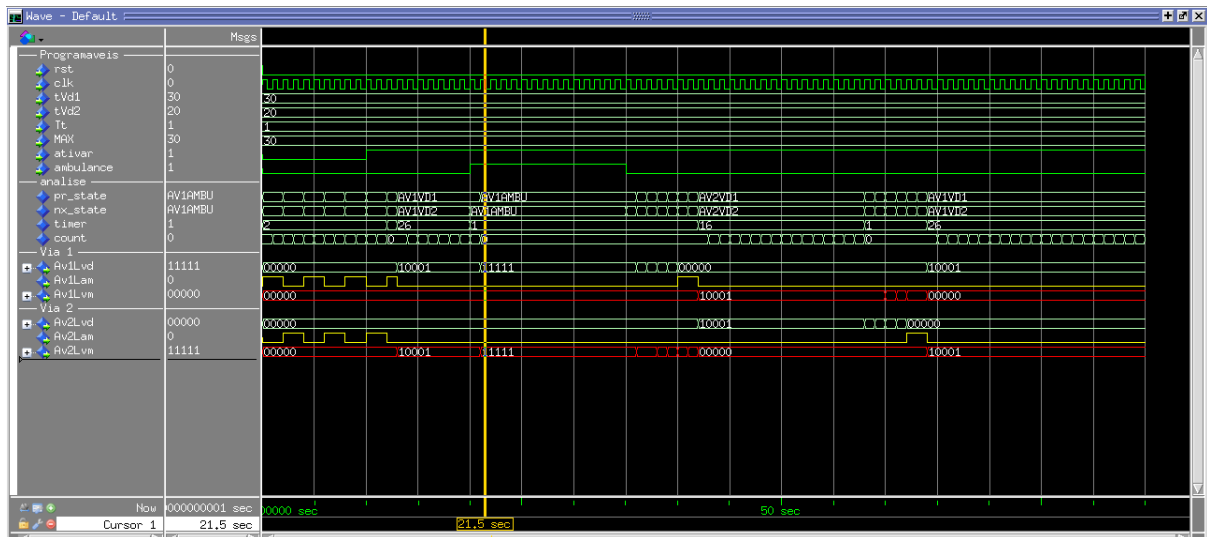 Wave - Default
Msgs
Programaveis
rst 0
clk 0
tVd1 30 30
tVd2 20 20
Tt 1 1
MAX 30 30
ativar 1
ambulance 1
analise
pr_state AV1AMBU AV1VD1 AV1AMBU AV2VD1 AV1VD1
nx_state AV1AMBU AV1VD2 AV1AMBU AV2VD2 AV1VD2
timer 1 2 26 1 16 1 26
count 0 0 0 0
Via 1
Av1Lvd 11111 00000 10001 11111 00000 10001
Av1Lam 0
Av1Lvm 00000 00000 10001 00000
Via 2
Av2Lvd 00000 00000 10001 00000
Av2Lam 0
Av2Lvm 11111 00000 10001 11111 00000 10001
Now 000000001 sec 00000 sec 50 sec
Cursor 1 21.5 sec 21.5 sec